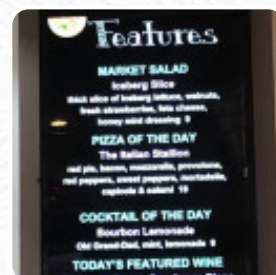 Features
MARKET SALAD
Iceberg Slice
thick slice of iceberg lettuce, walnuts,
fresh strawberries, feta cheese,
honey mint dressing 9
PIZZA OF THE DAY
The Italian Stallion
red pie, bacon, mozzarella, provolone,
red peppers, sweet peppers, mortadella,
capicola & salami 19
COCKTAIL OF THE DAY
Bourbon Lemonade
Old Grand-Dad, mint, lemonade 9
TODAY'S FEATURED WINE